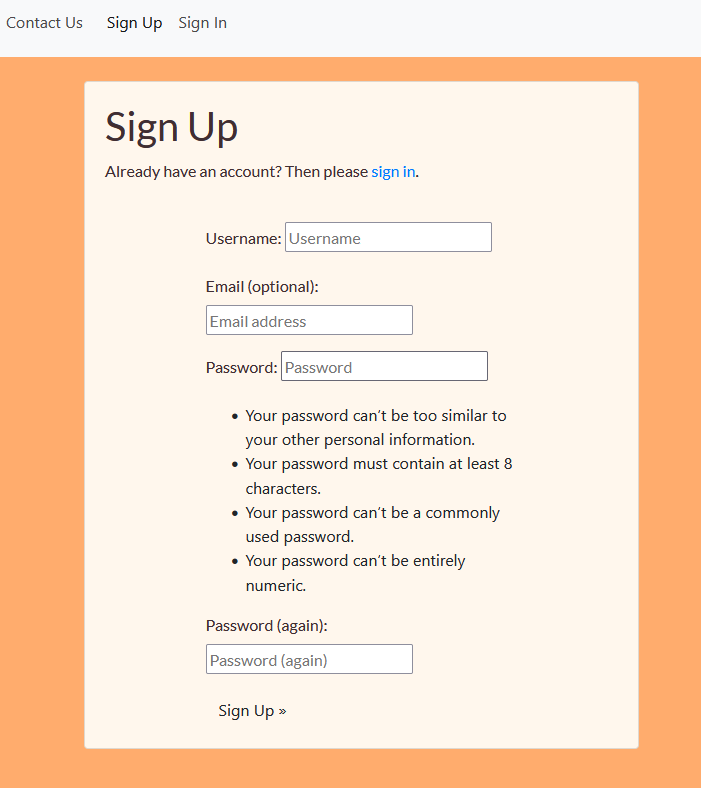 Contact Us Sign Up Sign In
Sign Up
Already have an account? Then please sign in.
Username: Username
Email (optional):
Email address
Password: Password
• Your password can't be too similar to
your other personal information.
• Your password must contain at least 8
characters.
• Your password can't be a commonly
used password.
• Your password can't be entirely
numeric.
Password (again):
Password (again)
Sign Up »